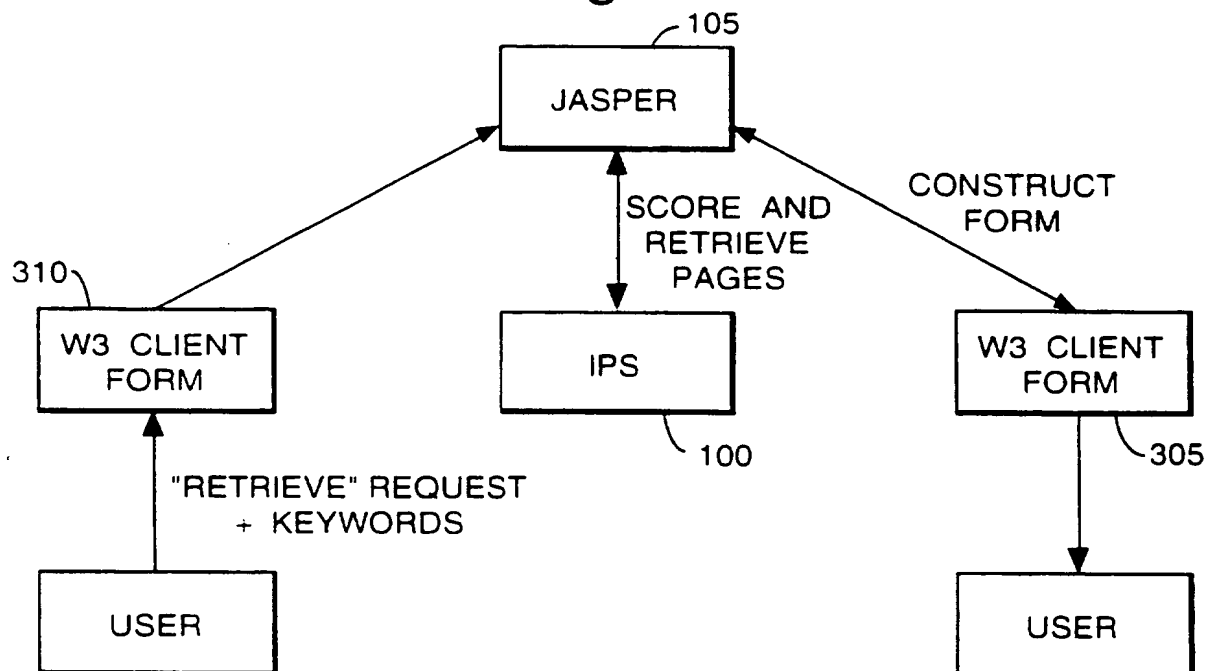 105
JASPER
CONSTRUCT
FORM
SCORE AND
RETRIEVE
PAGES
310
W3 CLIENT
FORM
IPS
W3 CLIENT
FORM
100
305
"RETRIEVE" REQUEST
+ KEYWORDS
USER
USER